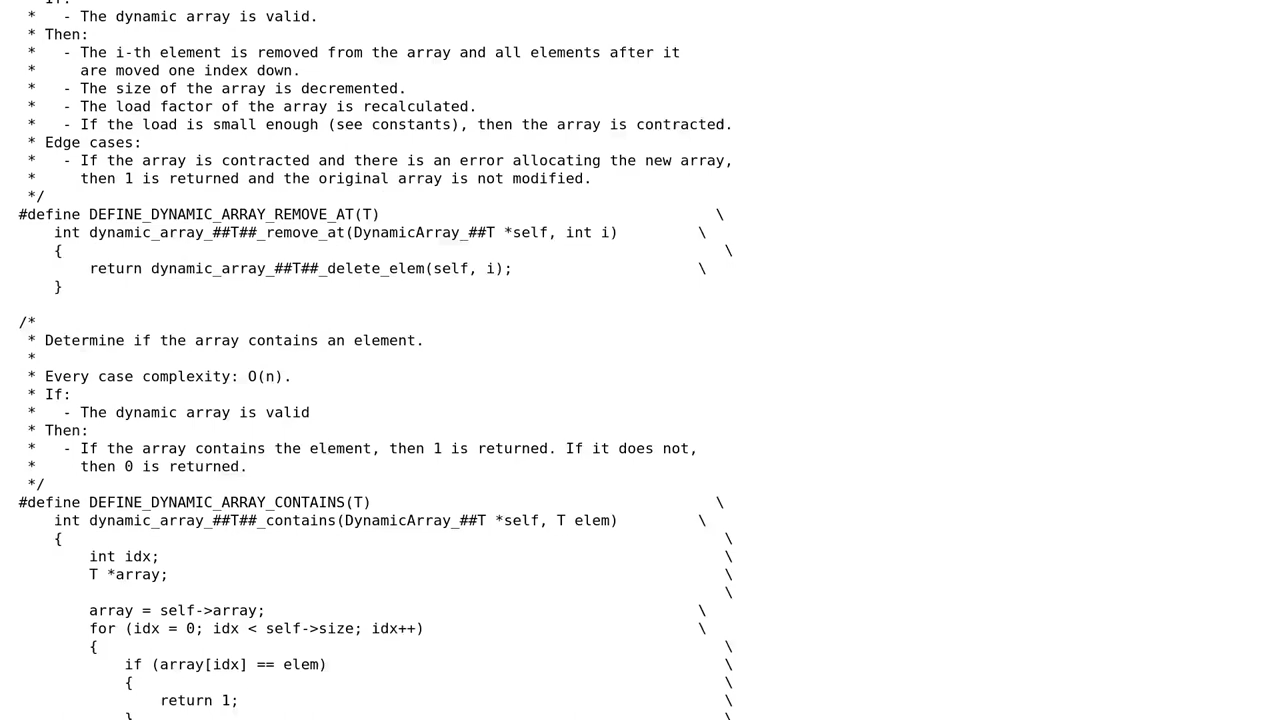 * If:
*   - The dynamic array is valid.
* Then:
*   - The i-th element is removed from the array and all elements after it
*     are moved one index down.
*   - The size of the array is decremented.
*   - The load factor of the array is recalculated.
*   - If the load is small enough (see constants), then the array is contracted.
* Edge cases:
*   - If the array is contracted and there is an error allocating the new array,
*     then 1 is returned and the original array is not modified.
*/
#define DEFINE_DYNAMIC_ARRAY_REMOVE_AT(T) \
    int dynamic_array_##T##_remove_at(DynamicArray_##T *self, int i) \
    { \
        return dynamic_array_##T##_delete_elem(self, i); \
    }
/*
 * Determine if the array contains an element.
 *
 * Every case complexity: O(n).
 * If:
 *   - The dynamic array is valid
 * Then:
 *   - If the array contains the element, then 1 is returned. If it does not,
 *     then 0 is returned.
 */
#define DEFINE_DYNAMIC_ARRAY_CONTAINS(T) \
    int dynamic_array_##T##_contains(DynamicArray_##T *self, T elem) \
    { \
        int idx; \
        T *array; \
\
        array = self->array; \
        for (idx = 0; idx < self->size; idx++) \
        { \
            if (array[idx] == elem) \
            { \
                return 1; \
            } \